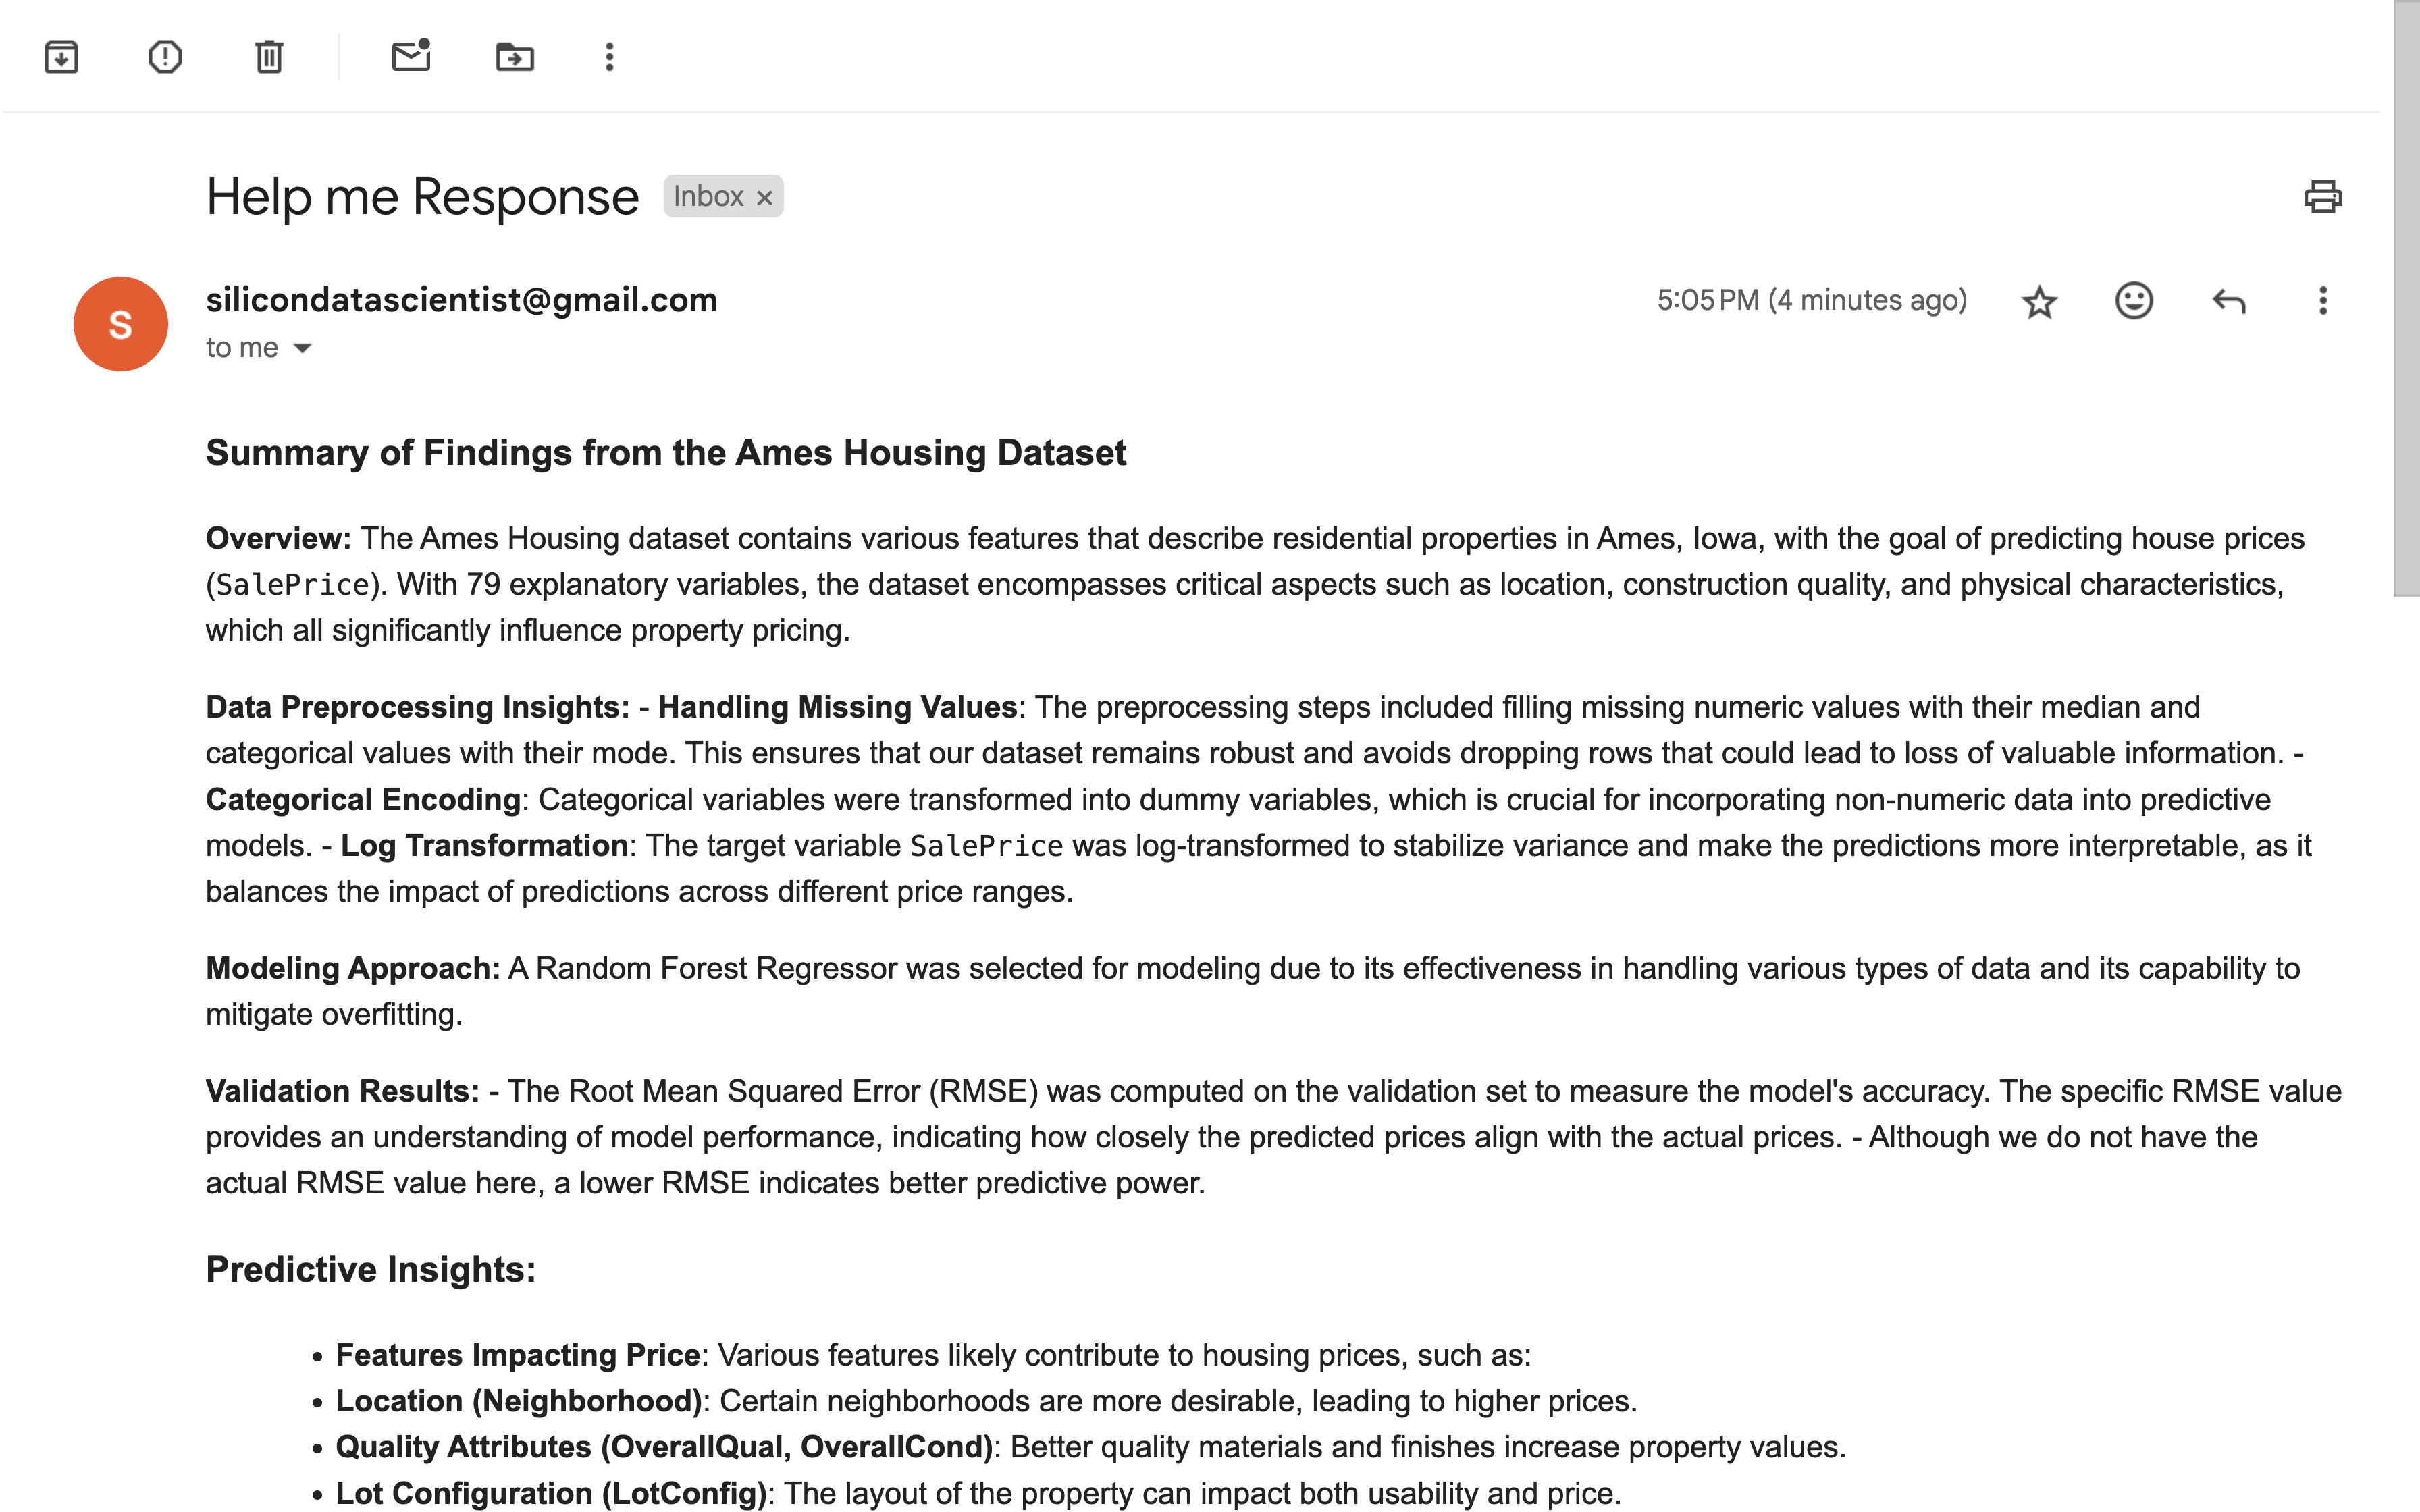 Help me Response Inbox ×
S
silicondatascientist@gmail.com 5:05 PM (4 minutes ago)
to me
Summary of Findings from the Ames Housing Dataset
Overview: The Ames Housing dataset contains various features that describe residential properties in Ames, Iowa, with the goal of predicting house prices
(SalePrice). With 79 explanatory variables, the dataset encompasses critical aspects such as location, construction quality, and physical characteristics,
which all significantly influence property pricing.
Data Preprocessing Insights: - Handling Missing Values: The preprocessing steps included filling missing numeric values with their median and
categorical values with their mode. This ensures that our dataset remains robust and avoids dropping rows that could lead to loss of valuable information. -
Categorical Encoding: Categorical variables were transformed into dummy variables, which is crucial for incorporating non-numeric data into predictive
models. - Log Transformation: The target variable SalePrice was log-transformed to stabilize variance and make the predictions more interpretable, as it
balances the impact of predictions across different price ranges.
Modeling Approach: A Random Forest Regressor was selected for modeling due to its effectiveness in handling various types of data and its capability to
mitigate overfitting.
Validation Results: - The Root Mean Squared Error (RMSE) was computed on the validation set to measure the model's accuracy. The specific RMSE value
provides an understanding of model performance, indicating how closely the predicted prices align with the actual prices. - Although we do not have the
actual RMSE value here, a lower RMSE indicates better predictive power.
Predictive Insights:
• Features Impacting Price: Various features likely contribute to housing prices, such as:
• Location (Neighborhood): Certain neighborhoods are more desirable, leading to higher prices.
• Quality Attributes (OverallQual, OverallCond): Better quality materials and finishes increase property values.
• Lot Configuration (LotConfig): The layout of the property can impact both usability and price.